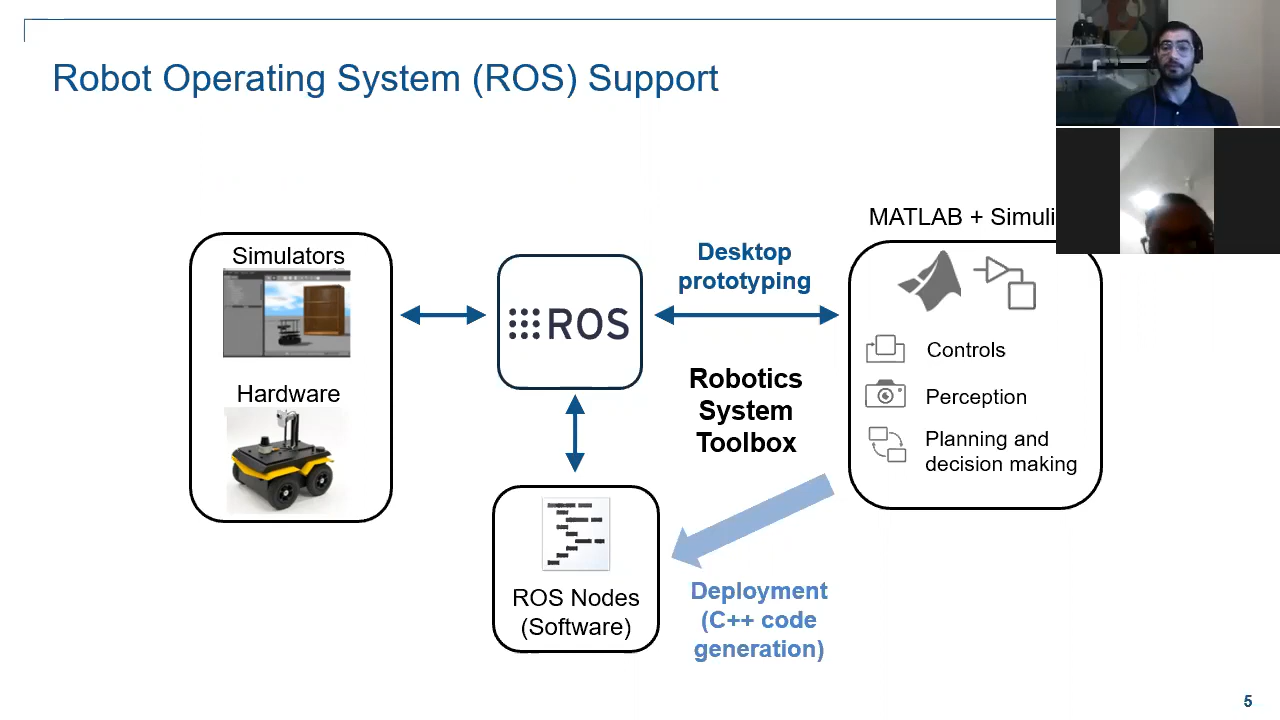 Robot Operating System (ROS) Support
MATLAB + Simuli
Simulators
Hardware
ROS
Desktop
prototyping
Robotics
System
Toolbox
Controls
Perception
Planning and
decision making
ROS Nodes
(Software)
Deployment
(C++ code
generation)
5